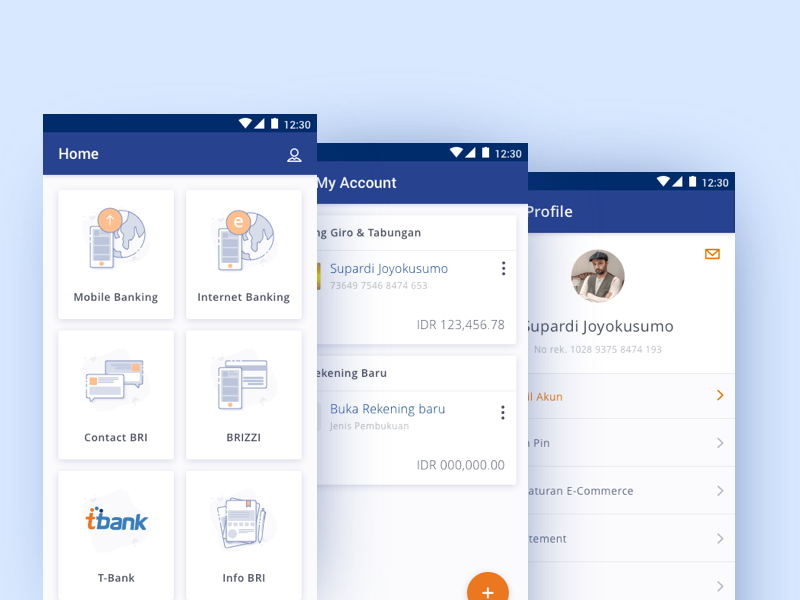 12:30
Home
Mobile Banking
Internet Banking
e
Contact BRI
BRIZZI
tbank
T-Bank
Info BRI
12:30
My Account
ng Giro & Tabungan
Supardi Joyokusumo
73649 7546 8474 653
IDR 123,456.78
ekening Baru
Buka Rekening baru
Jenis Pembukuan
IDR 000,000.00
+
12:30
Profile
Supardi Joyokusumo
No rek. 1028 9375 8474 193
il Akun
n Pin
aturan E-Commerce
tement